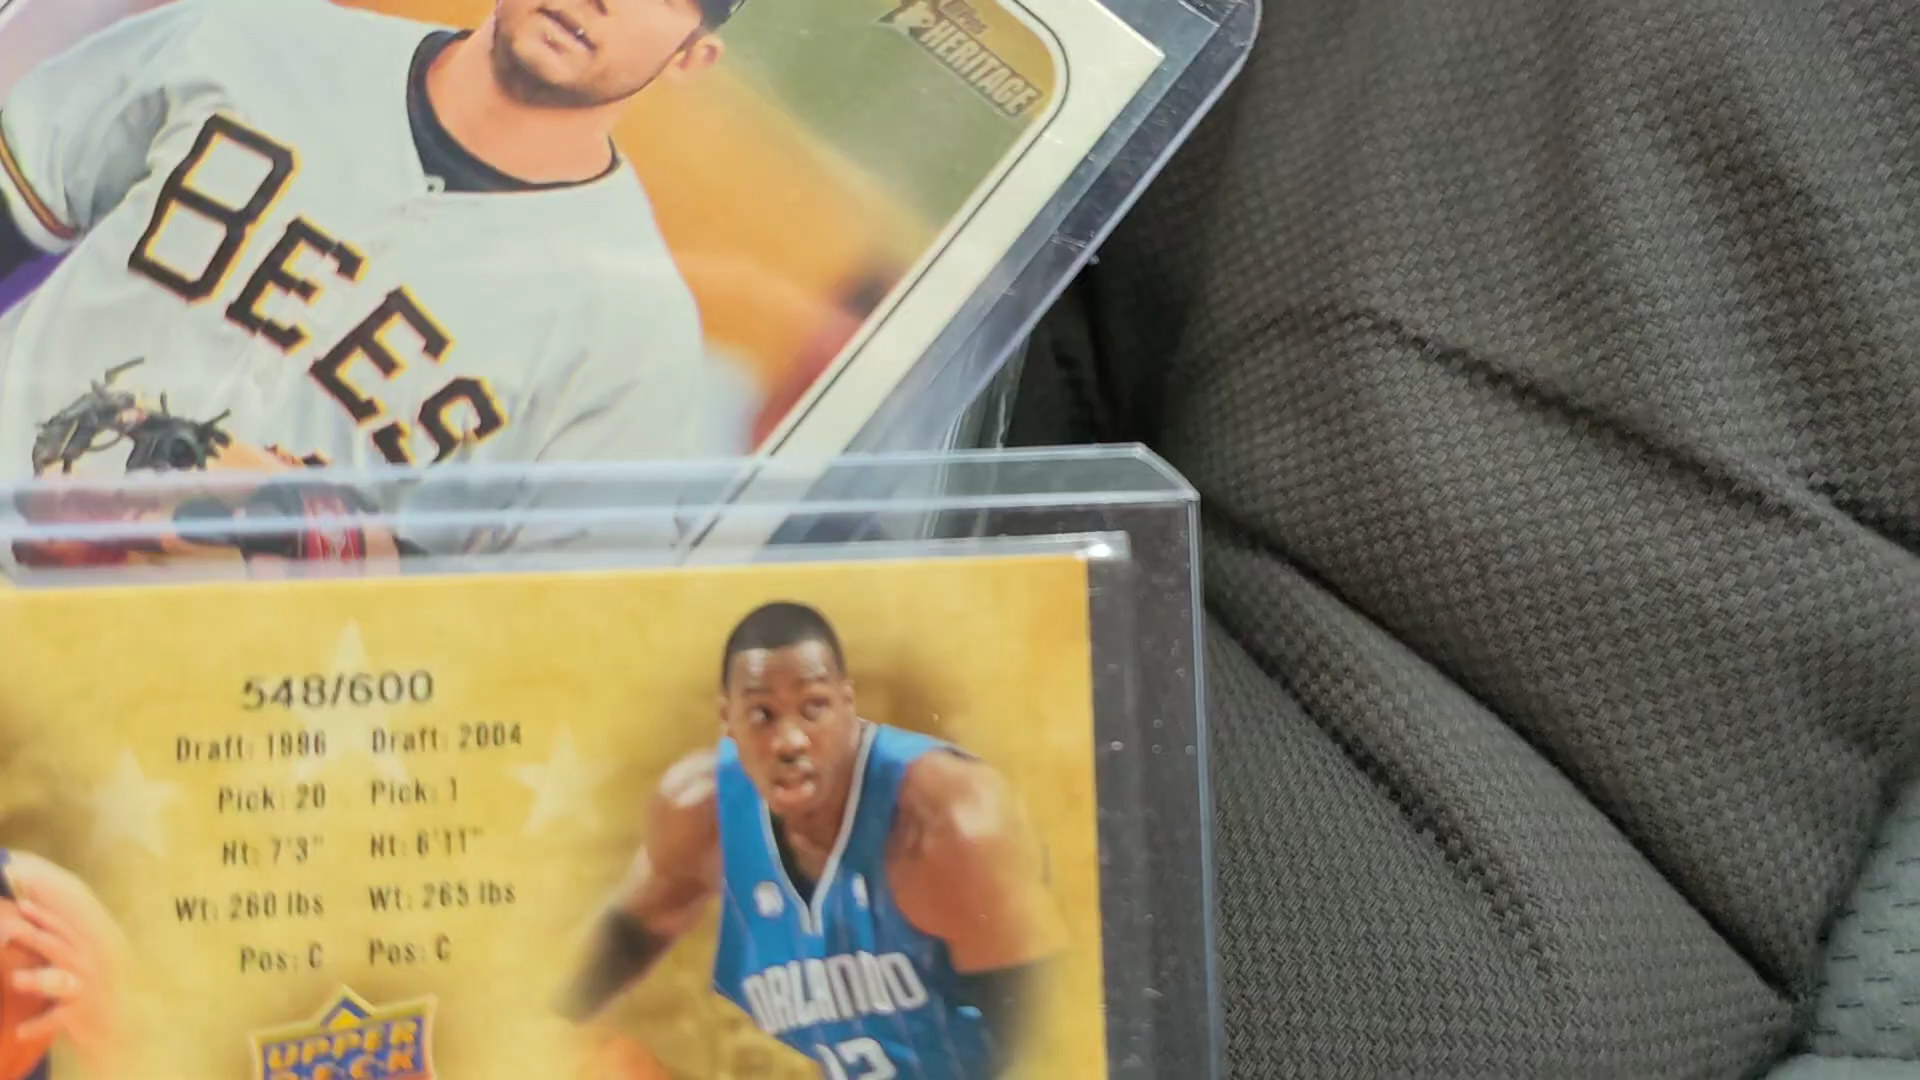 Topps
HERITAGE
BEES
548/600
Draft: 1996 Draft: 2004
Pick: 20 Pick: 1
Ht: 7'3" Ht: 6'11"
Wt: 260 lbs Wt: 265 lbs
Pos: C Pos: C
ORLANDO
12
UPPER
DECK